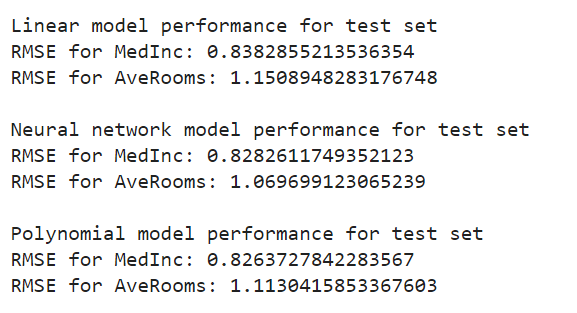 Linear model performance for test set
RMSE for MedInc: 0.8382855213536354
RMSE for AveRooms: 1.1508948283176748
Neural network model performance for test set
RMSE for MedInc: 0.8282611749352123
RMSE for AveRooms: 1.069699123065239
Polynomial model performance for test set
RMSE for MedInc: 0.8263727842283567
RMSE for AveRooms: 1.1130415853367603